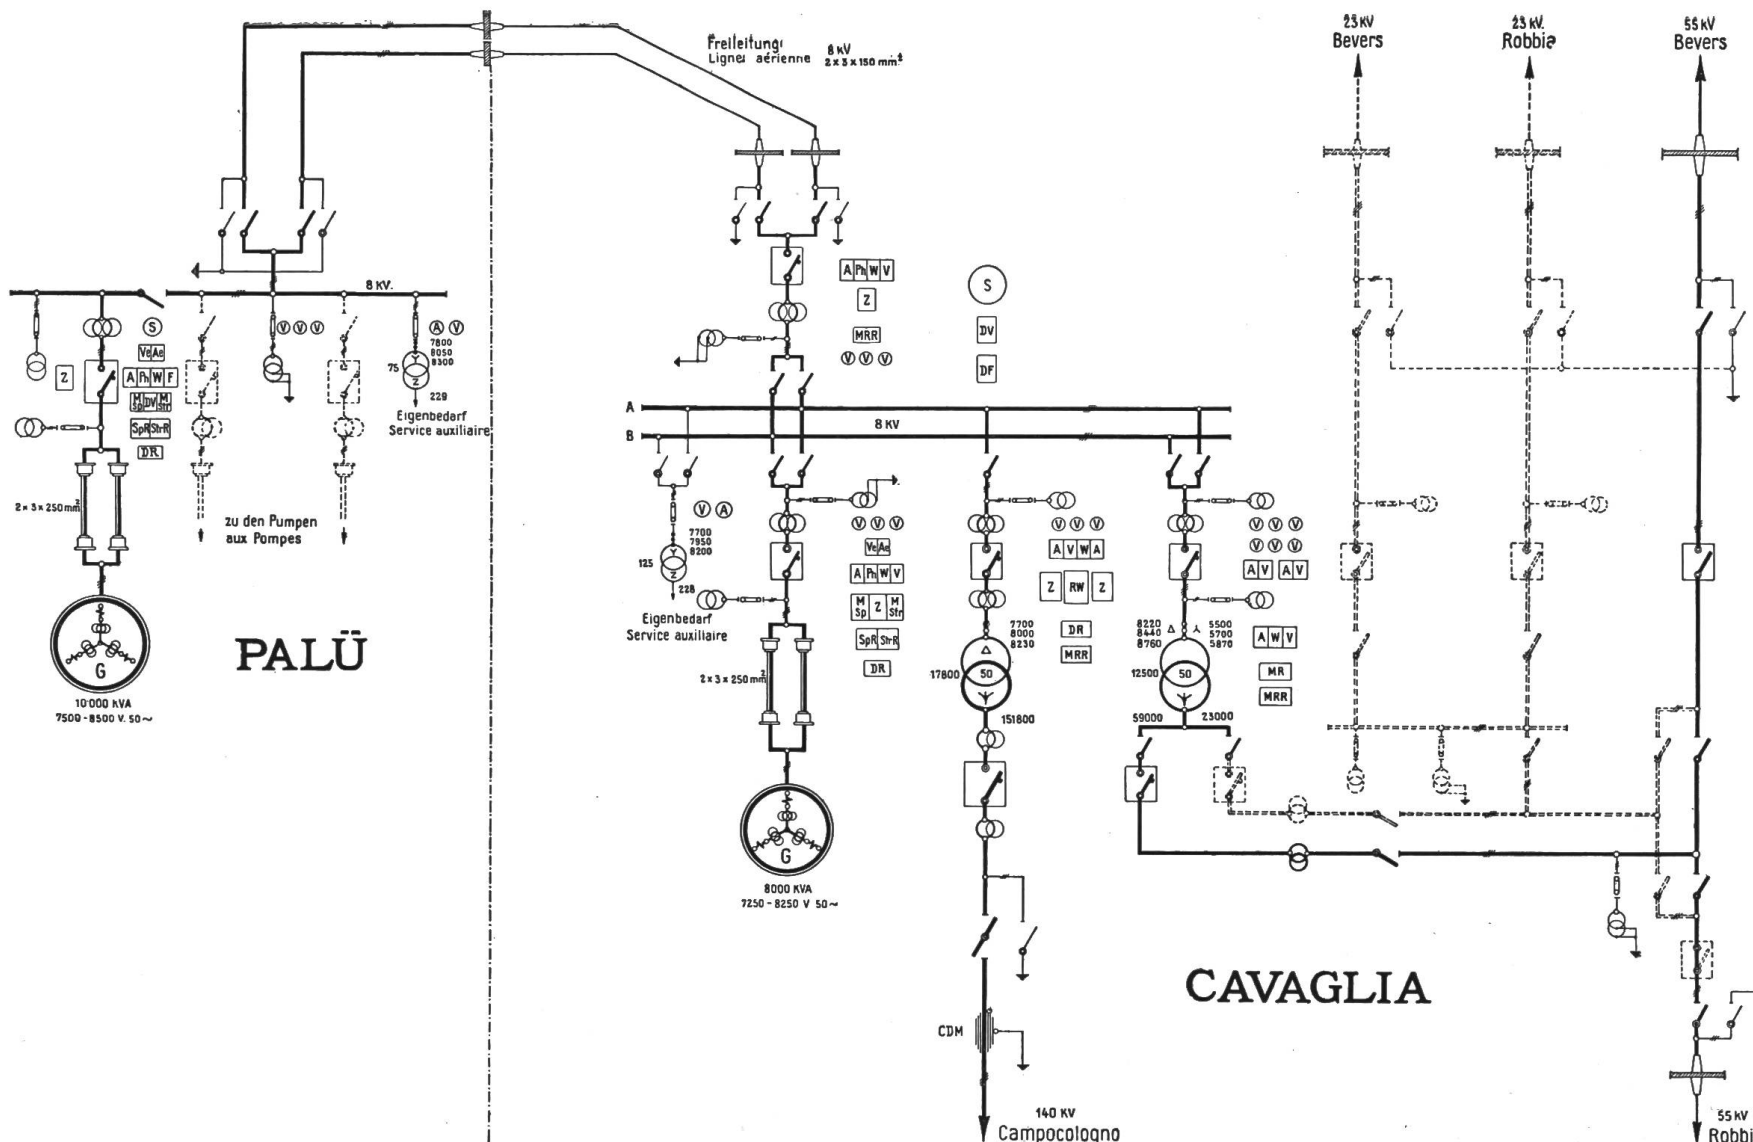 Freileitung
Ligne aérienne
8 kV
2 x 3 x 150 mm²
23 KV
Bevers
23 KV.
Robbia
55 KV
Bevers
8 KV.
S
Ve Ae
Z
A Ph W F
M Sp DV M Str
SpR StrR
DR
V V V
A V
7800
8050
8300
75
Y
Z
229
Eigenbedarf
Service auxiliaire
2 x 3 x 250 mm²
zu den Pumpen
aux Pompes
G
10'000 KVA
7500 - 8500 V. 50 ~
PALÜ
A Ph W V
Z
MRR
V V V
S
DV
DF
A
B
8 KV
V A
7700
7950
8200
125
Y
Z
228
Eigenbedarf
Service auxiliaire
V V V
Ve Ae
A Ph W V
M Sp Z M Str
SpR StrR
DR
2 x 3 x 250 mm²
G
8000 KVA
7250 - 8250 V 50 ~
V V V
A V W A
Z RW Z
DR
MRR
7700
8000
8230
17800
50
151800
V V V
V V V
A V A V
A W V
MR
MRR
8220
8440
8760
5500
5700
5870
12500
50
59000
23000
CDM
CAVAGLIA
140 KV
Campocologno
55 KV
Robbi